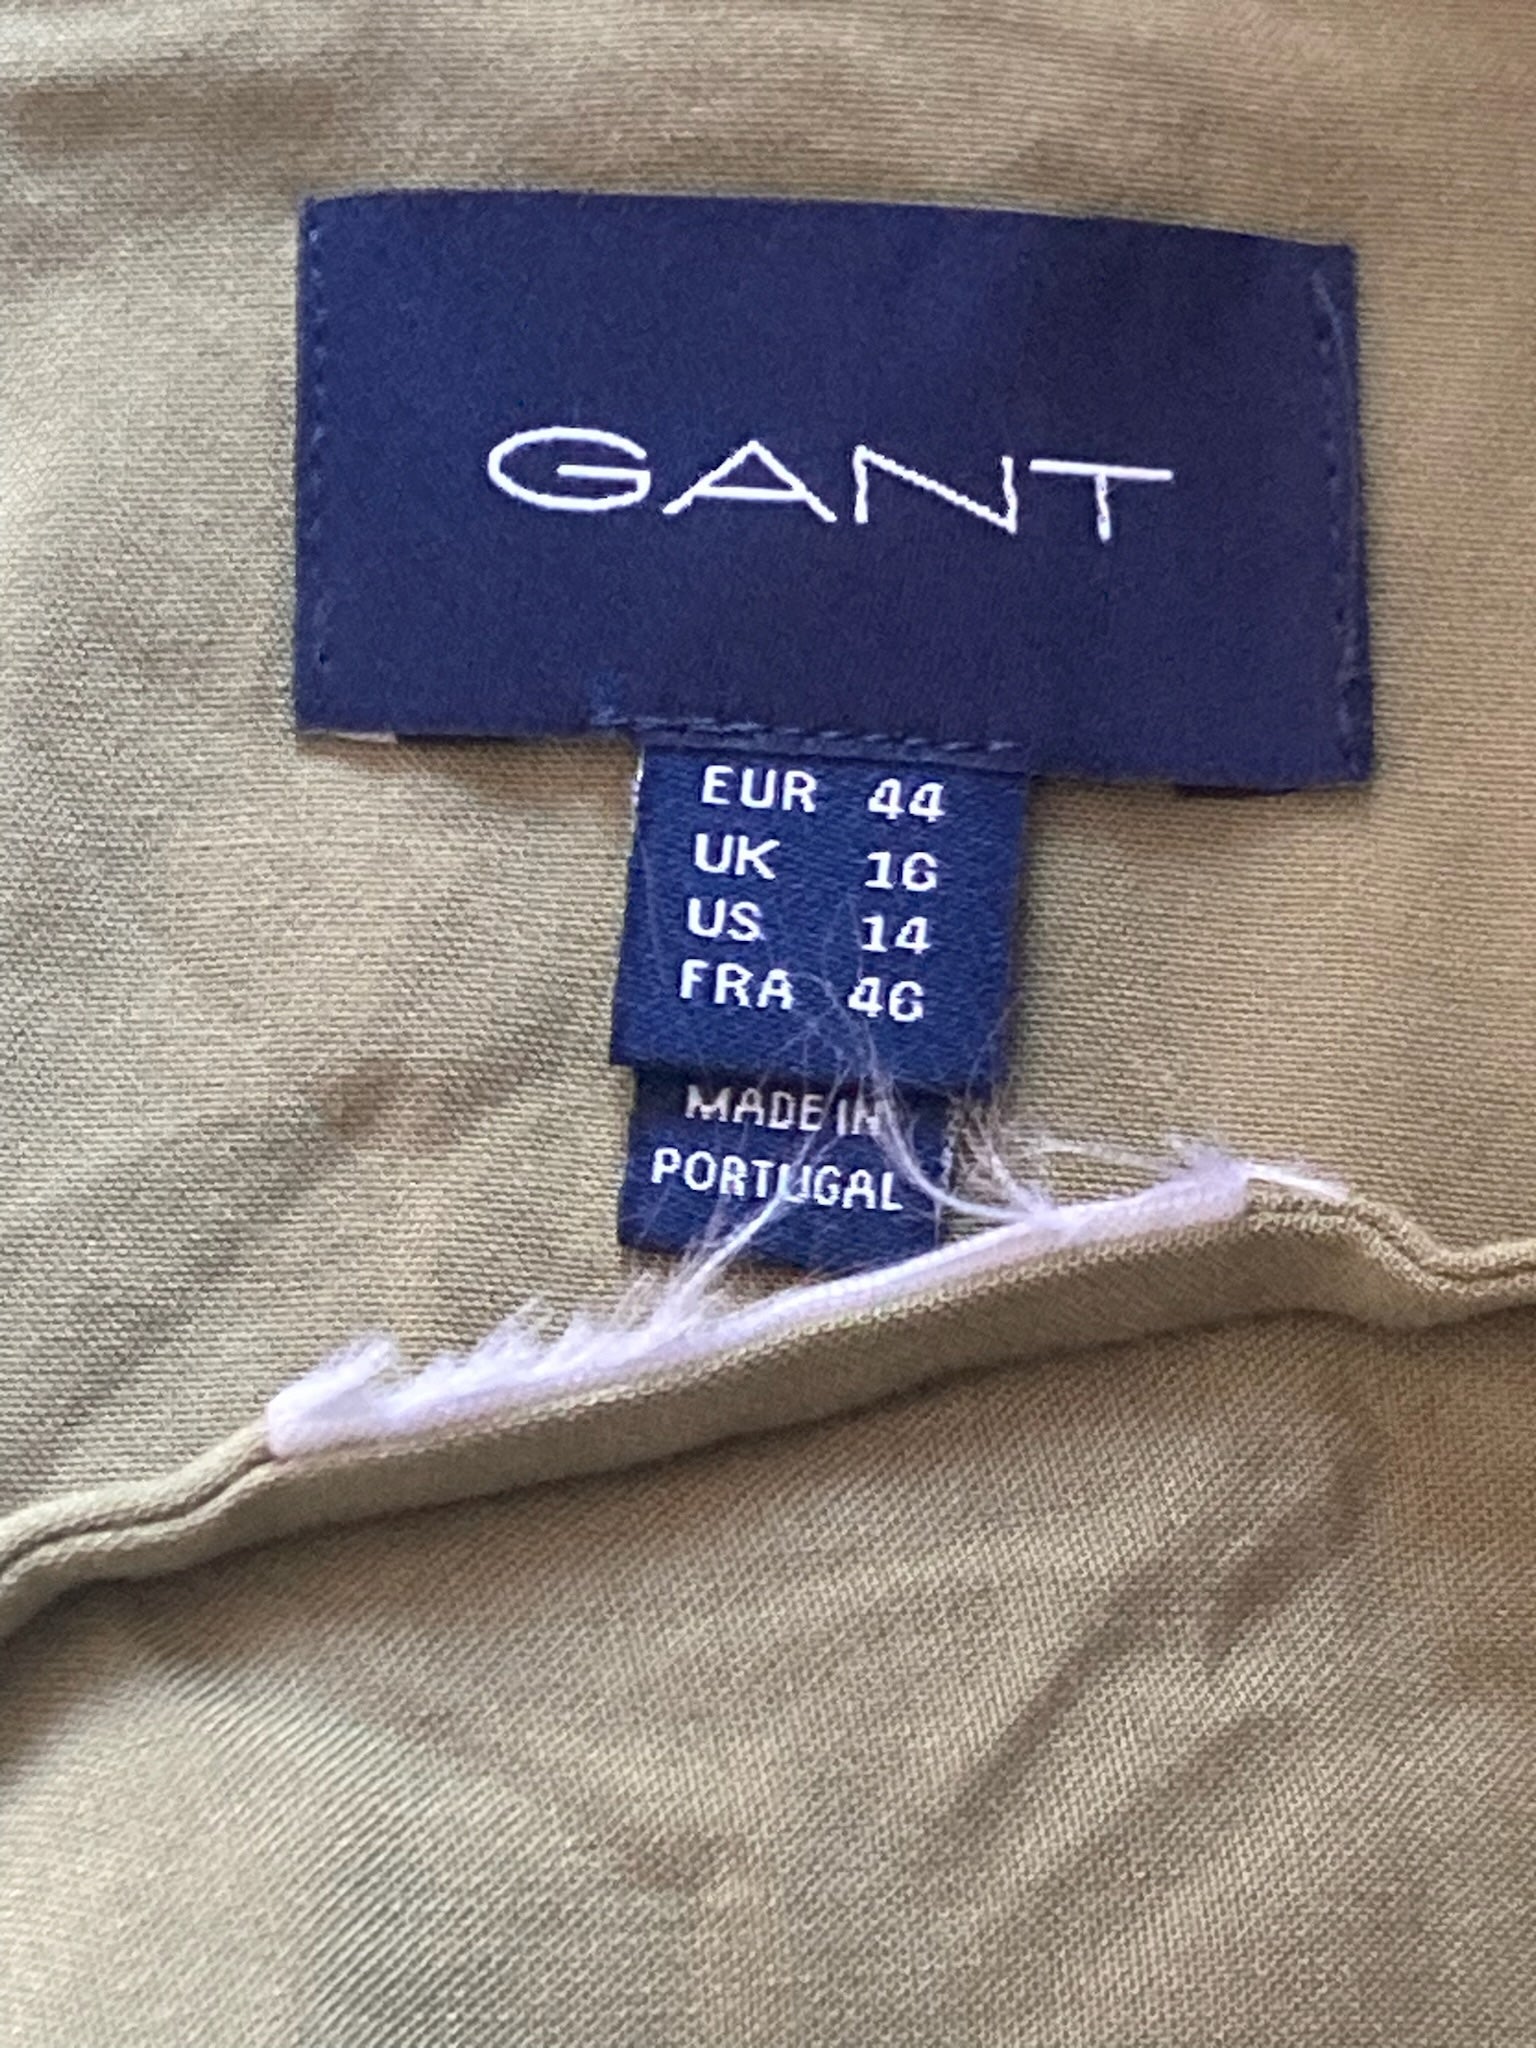 GANT
EUR 44
UK 16
US 14
FRA 46
MADE IN
PORTUGAL